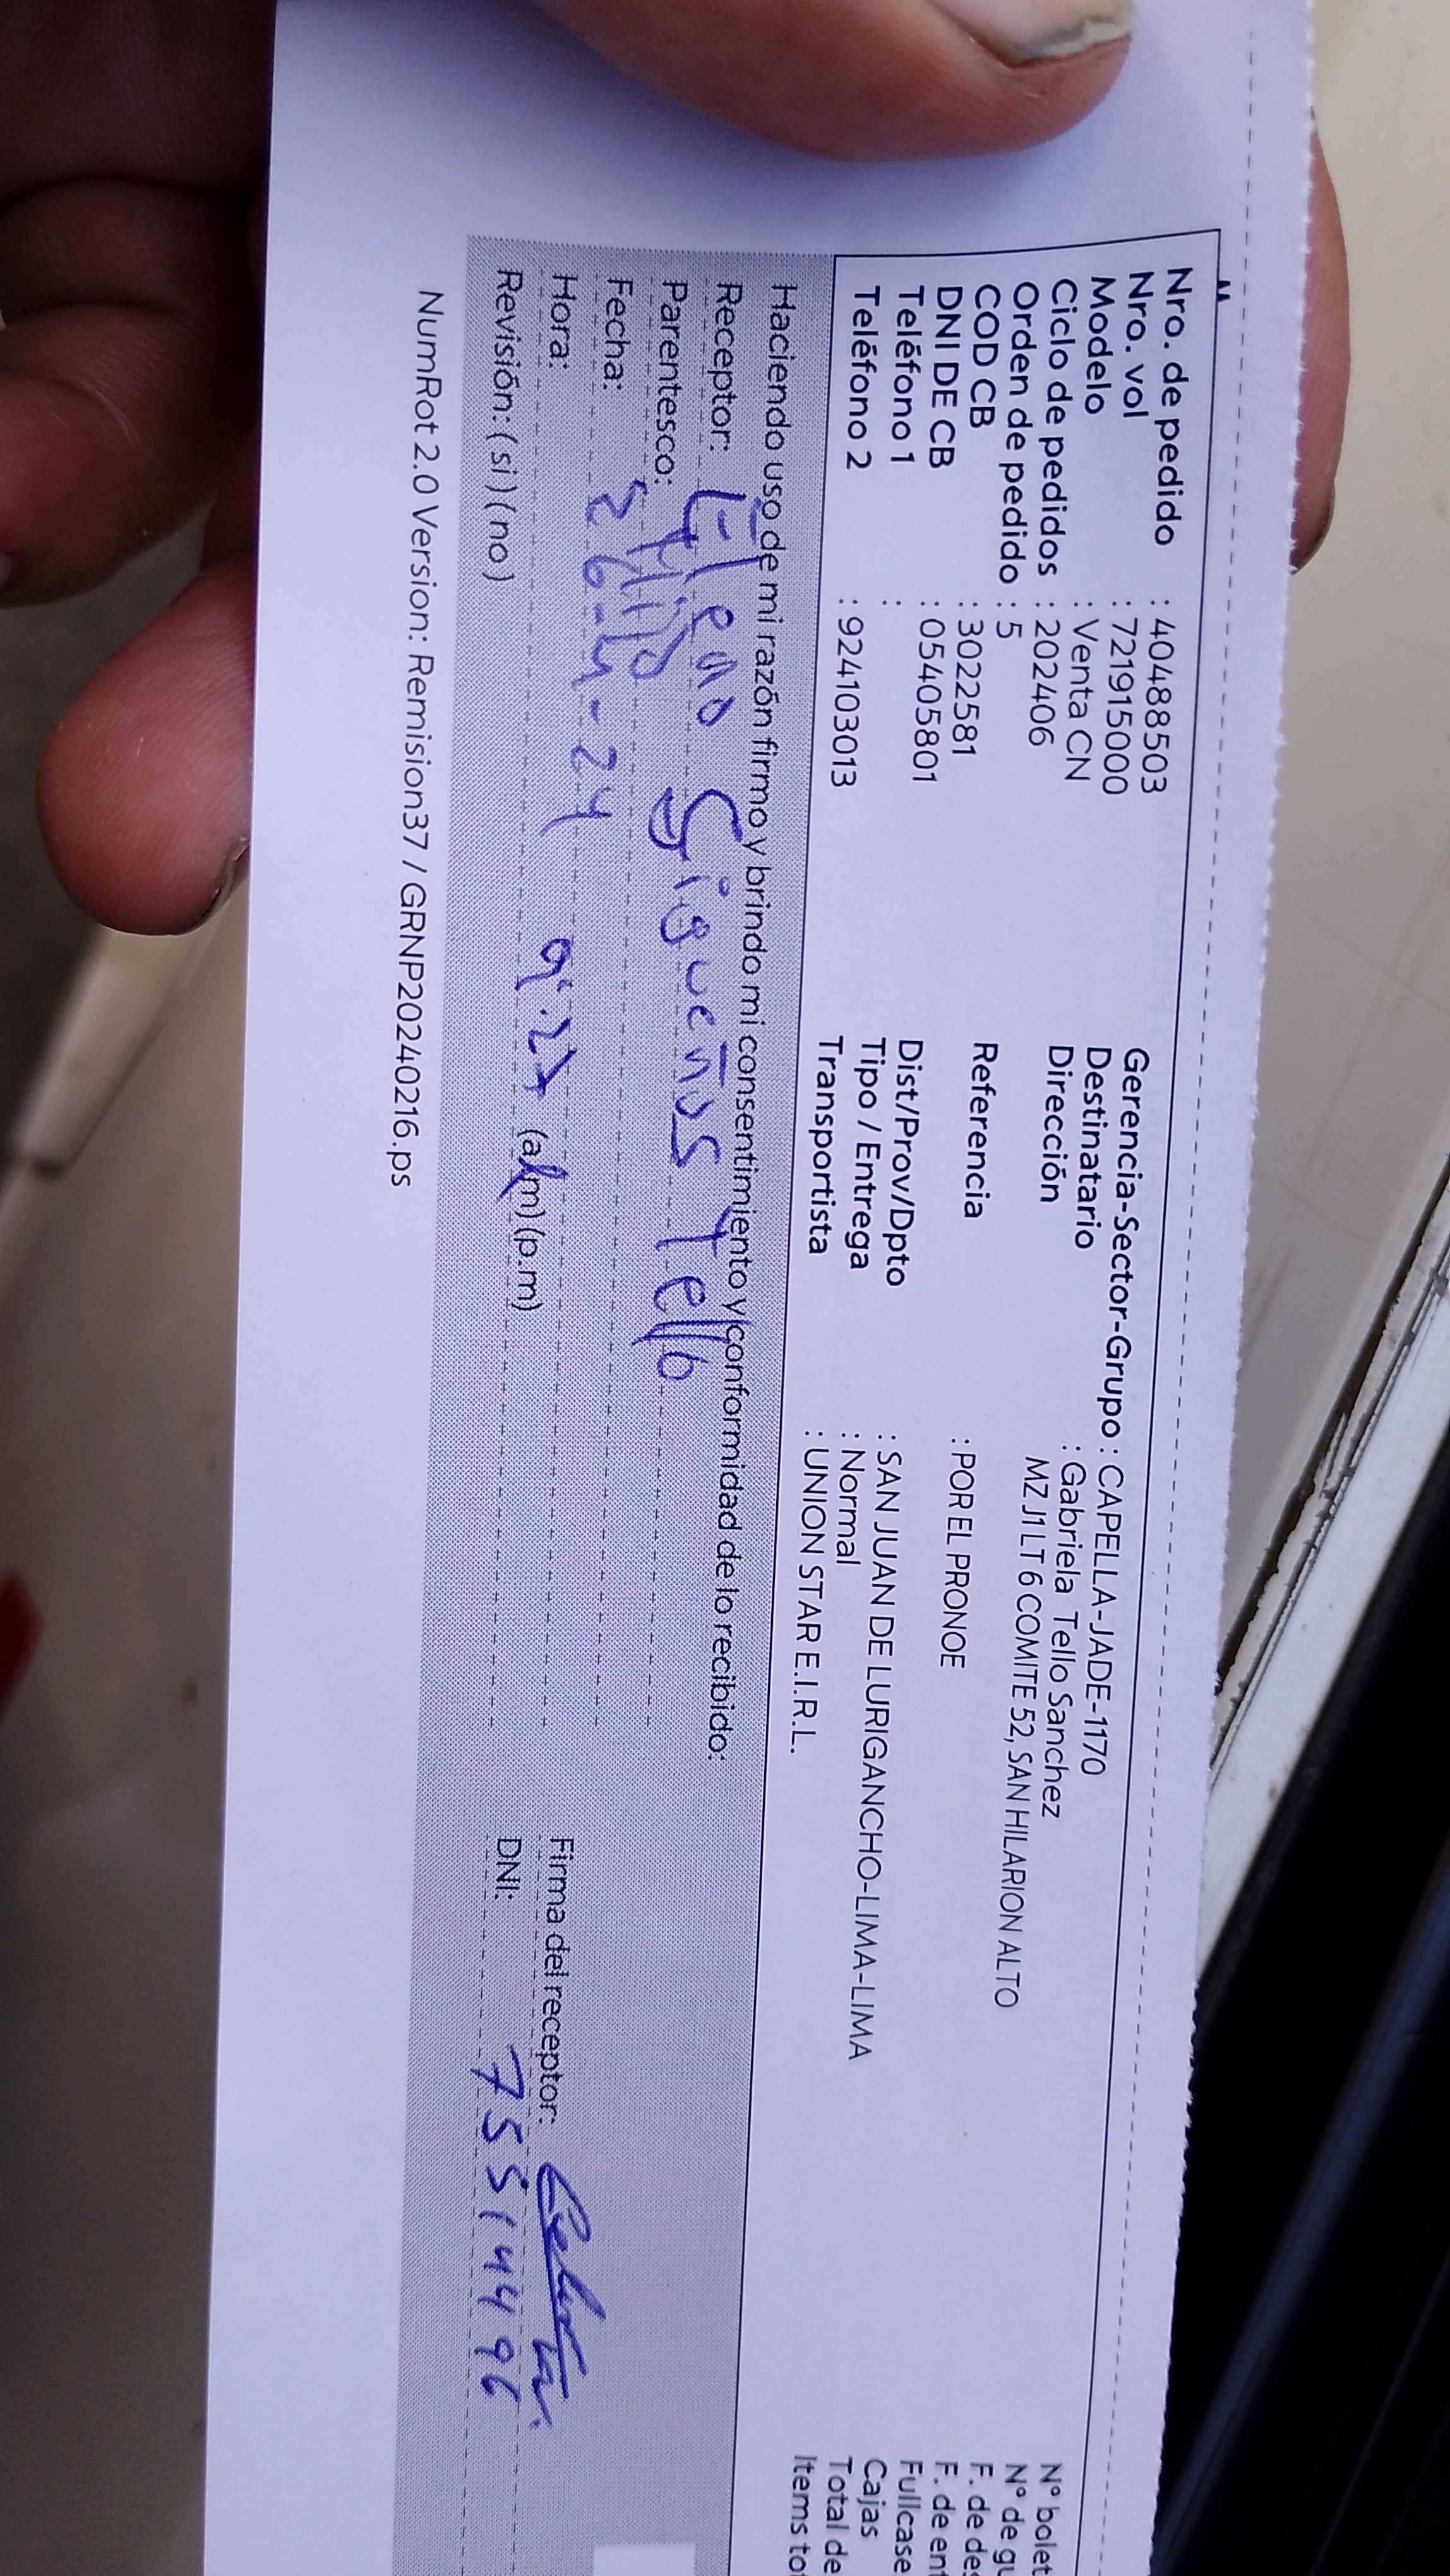 Nro. de pedido : 40488503
Nro. vol : 721915000
Modelo : Venta CN
Ciclo de pedidos : 202406
Orden de pedido : 5
COD CB : 3022581
DNI DE CB : 05405801
Teléfono 1 :
Teléfono 2 : 924103013
Gerencia-Sector-Grupo : CAPELLA-JADE-1170
Destinatario : Gabriela Tello Sanchez
Dirección MZ J1 LT 6 COMITE 52, SAN HILARION ALTO
Referencia : POR EL PRONOE
Dist/Prov/Dpto : SAN JUAN DE LURIGANCHO-LIMA-LIMA
Tipo / Entrega : Normal
Transportista : UNION STAR E.I.R.L.
Nº bolet
Nº de gu
F. de des
F. de ent
Fullcase
Cajas
Total de
Items to
Haciendo uso de mi razón firmo y brindo mi consentimiento y conformidad de lo recibido:
Receptor: Sigueñas Tello
Parentesco:
Fecha: 26-4-24
Hora: 9:27 (a.m) (p.m)
Revisión: (si) (no)
Firma del receptor:
DNI: 75514496
NumRot 2.0 Version: Remision37 / GRNP20240216.ps